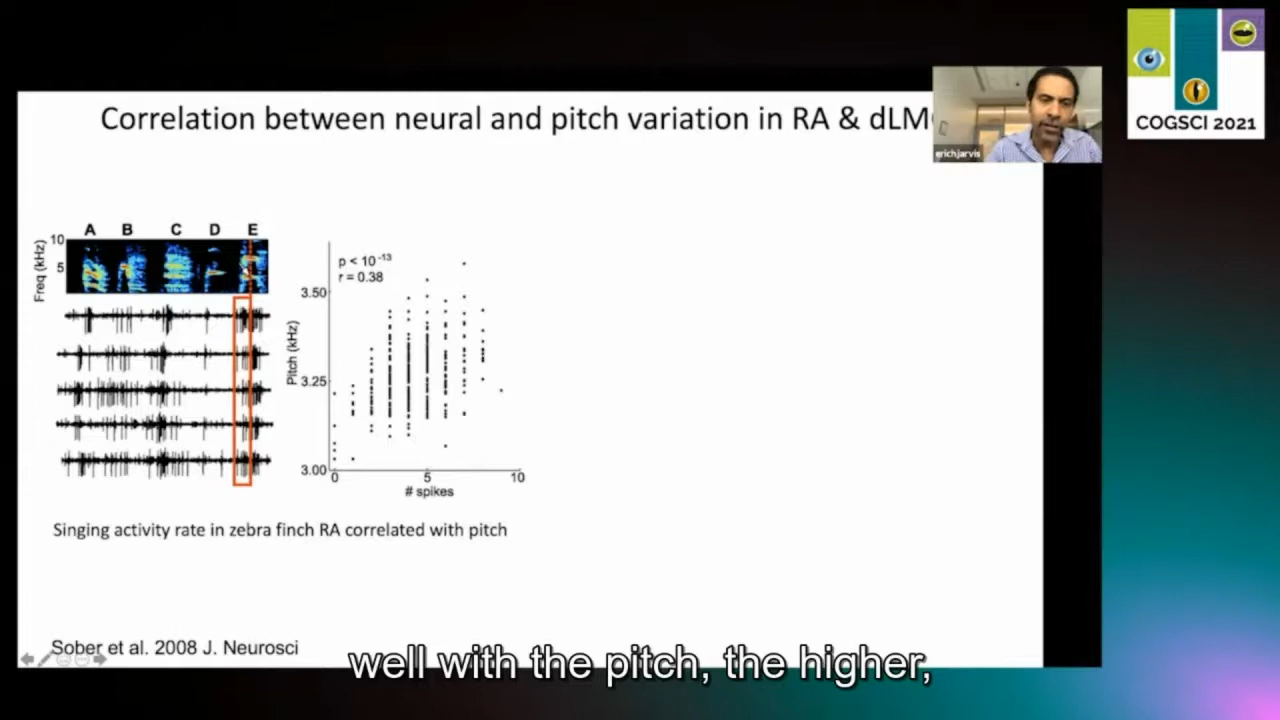 Correlation between neural and pitch variation in RA & dLM
erichjarvis
COGSCI 2021
A B C D E
Freq (kHz)
10
5
p < 10 -13
r = 0.38
Pitch (kHz)
3.50
3.25
3.00
0 5 10
# spikes
Singing activity rate in zebra finch RA correlated with pitch
Sober et al. 2008 J. Neurosci
well with the pitch, the higher,